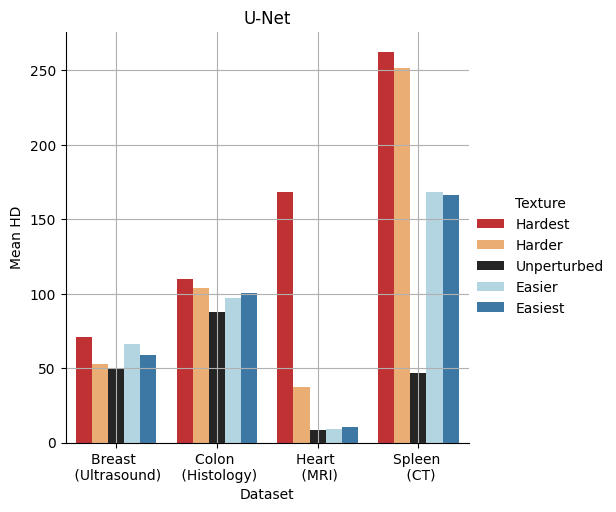 U-Net
Mean HD
250
200
150
100
50
0
Breast
(Ultrasound)
Colon
(Histology)
Heart
(MRI)
Spleen
(CT)
Dataset
Texture
Hardest
Harder
Unperturbed
Easier
Easiest